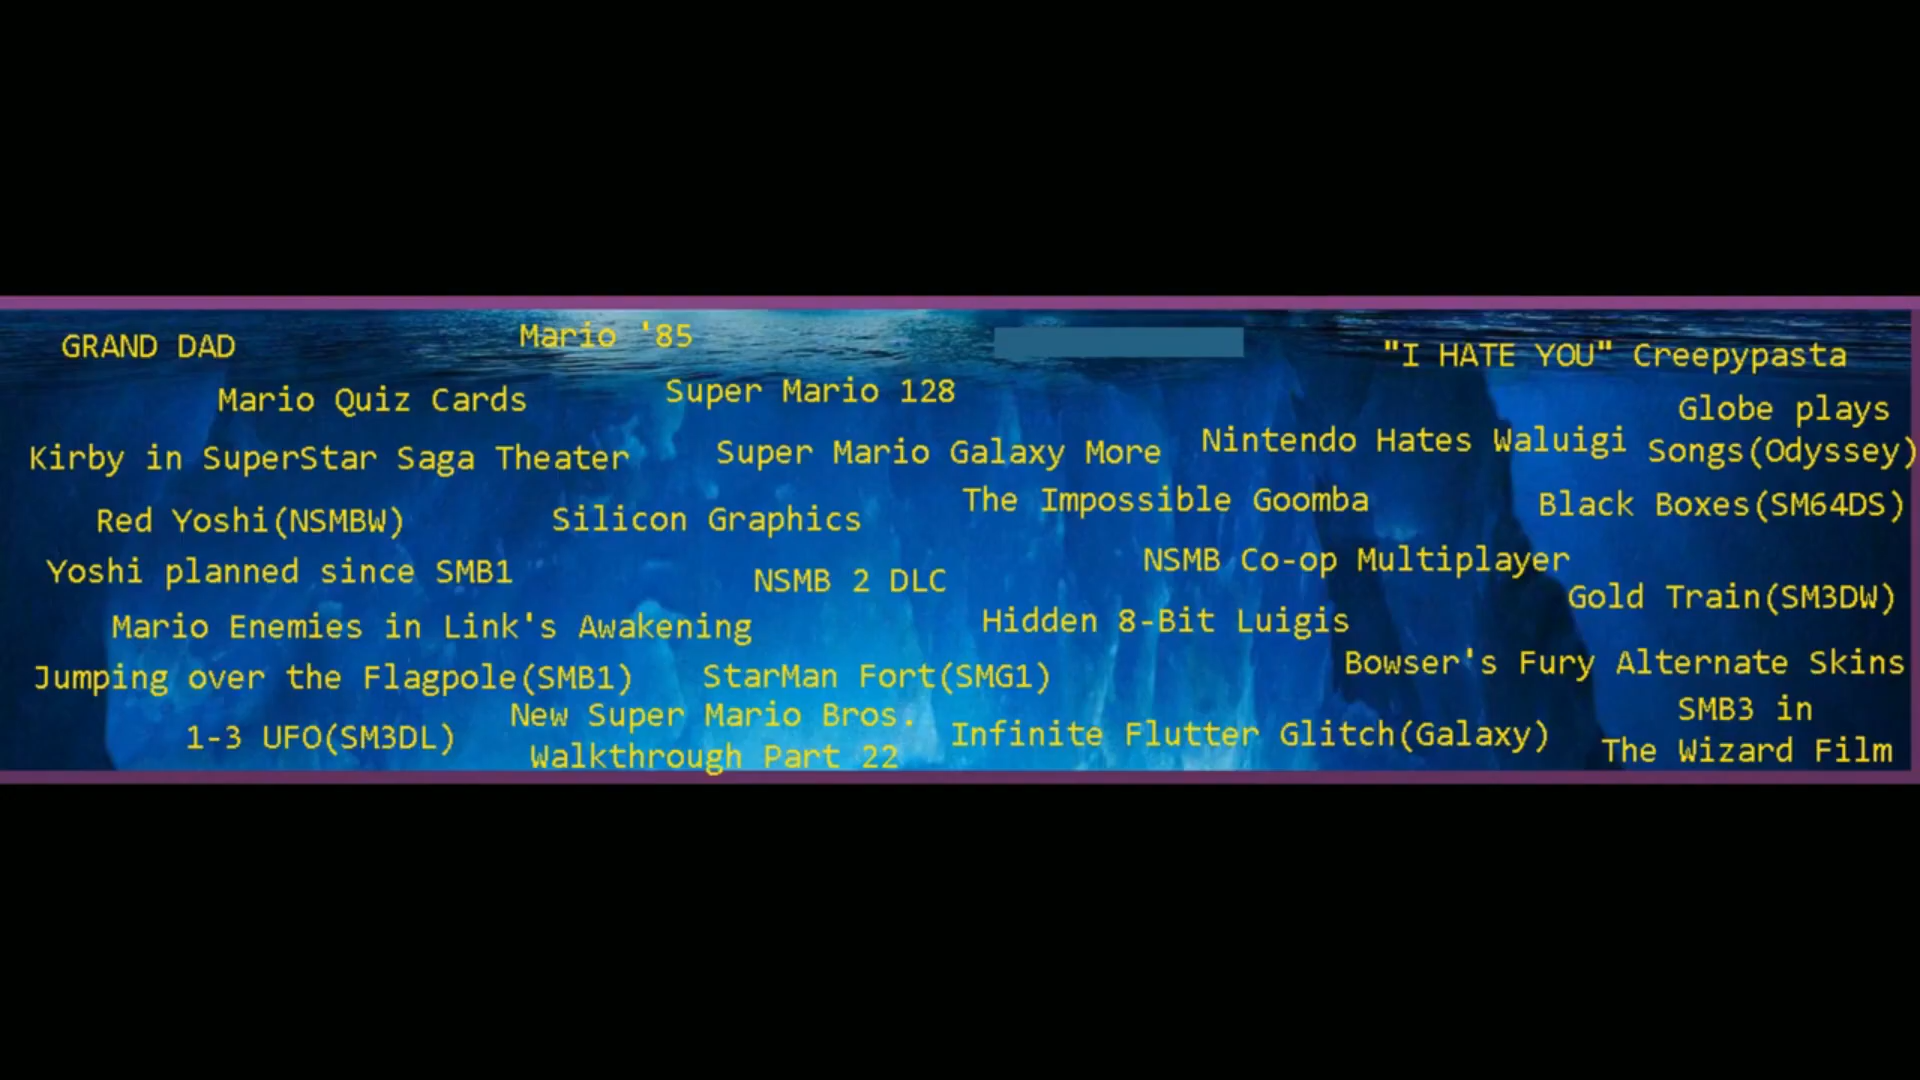 GRAND DAD
Mario '85
"I HATE YOU" Creepypasta
Mario Quiz Cards
Super Mario 128
Globe plays
Songs(Odyssey)
Kirby in SuperStar Saga Theater
Super Mario Galaxy More
Nintendo Hates Waluigi
The Impossible Goomba
Black Boxes(SM64DS)
Red Yoshi(NSMBW)
Silicon Graphics
NSMB Co-op Multiplayer
Yoshi planned since SMB1
NSMB 2 DLC
Gold Train(SM3DW)
Mario Enemies in Link's Awakening
Hidden 8-Bit Luigis
Bowser's Fury Alternate Skins
Jumping over the Flagpole(SMB1)
StarMan Fort(SMG1)
SMB3 in
The Wizard Film
1-3 UFO(SM3DL)
New Super Mario Bros.
Walkthrough Part 22
Infinite Flutter Glitch(Galaxy)